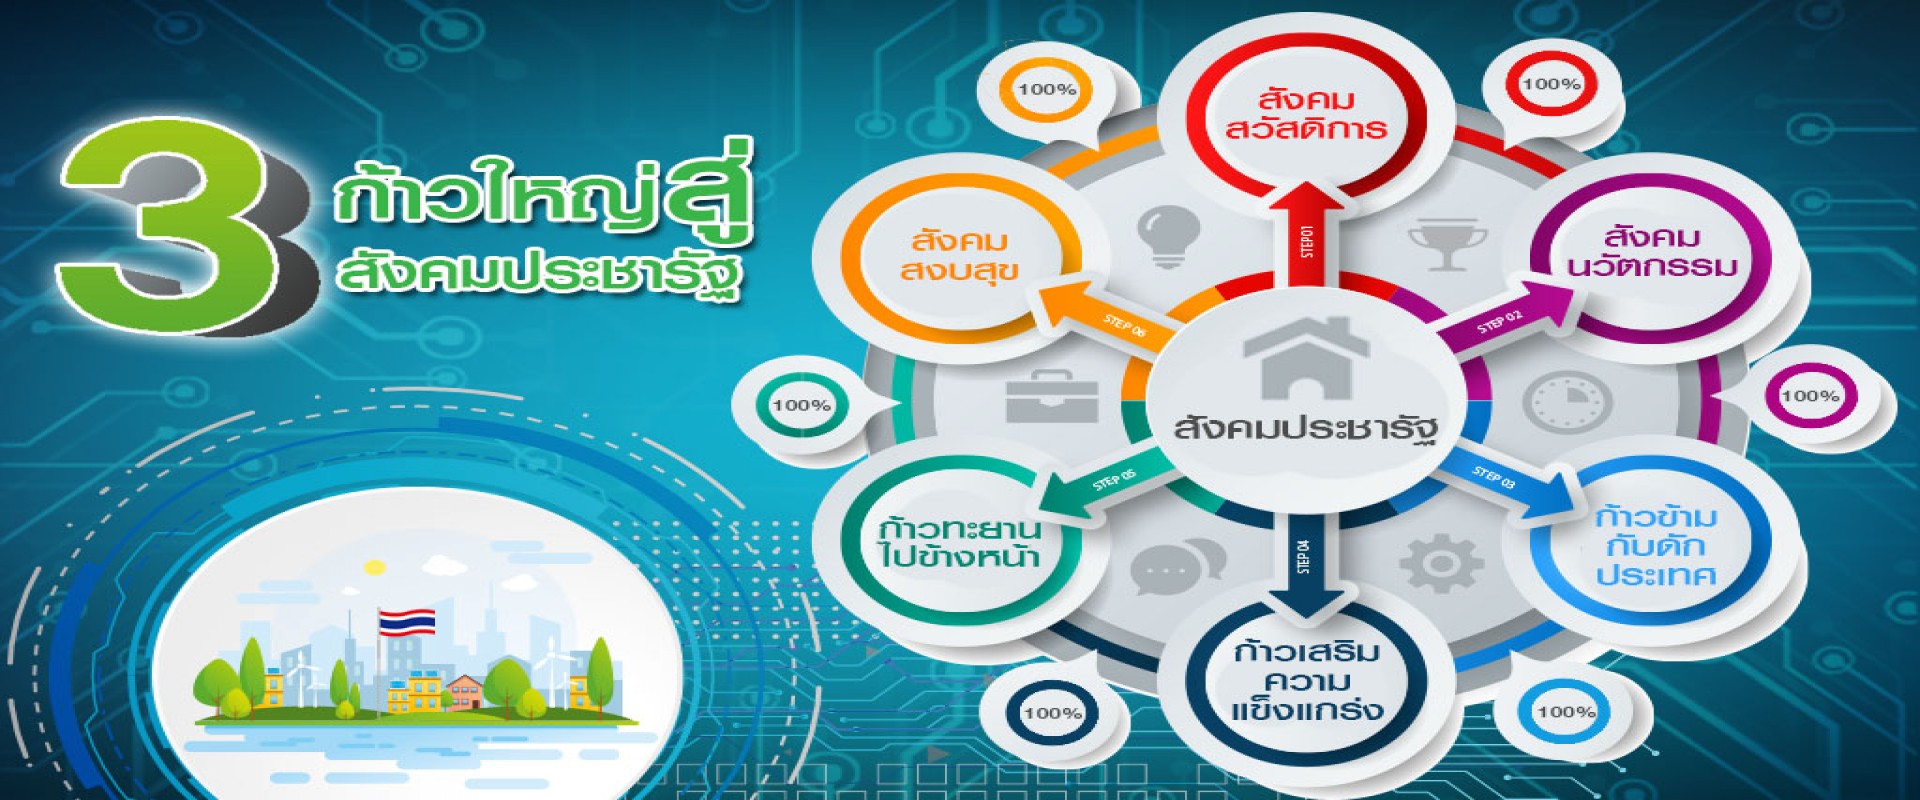 3
ก้าวใหญ่สู่
สังคมประชารัฐ
100%
สังคม
สวัสดิการ
100%
สังคม
สงบสุข
STEP01
สังคม
นวัตกรรม
STEP 06
STEP 02
100%
สังคมประชารัฐ
100%
STEP 05
STEP 03
ก้าวทะยาน
ไปข้างหน้า
STEP 04
ก้าวข้าม
กับดัก
ประเทศ
ก้าวเสริม
ความ
แข็งแกร่ง
100%
100%